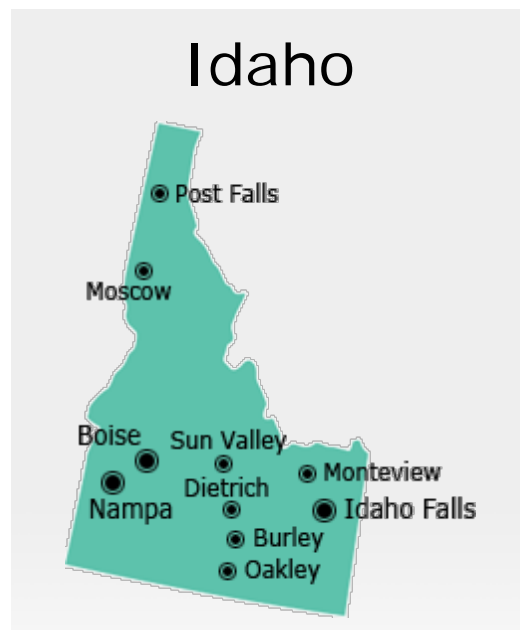 Idaho
Post Falls
Moscow
Boise
Sun Valley
Monteview
Nampa
Dietrich
Idaho Falls
Burley
Oakley